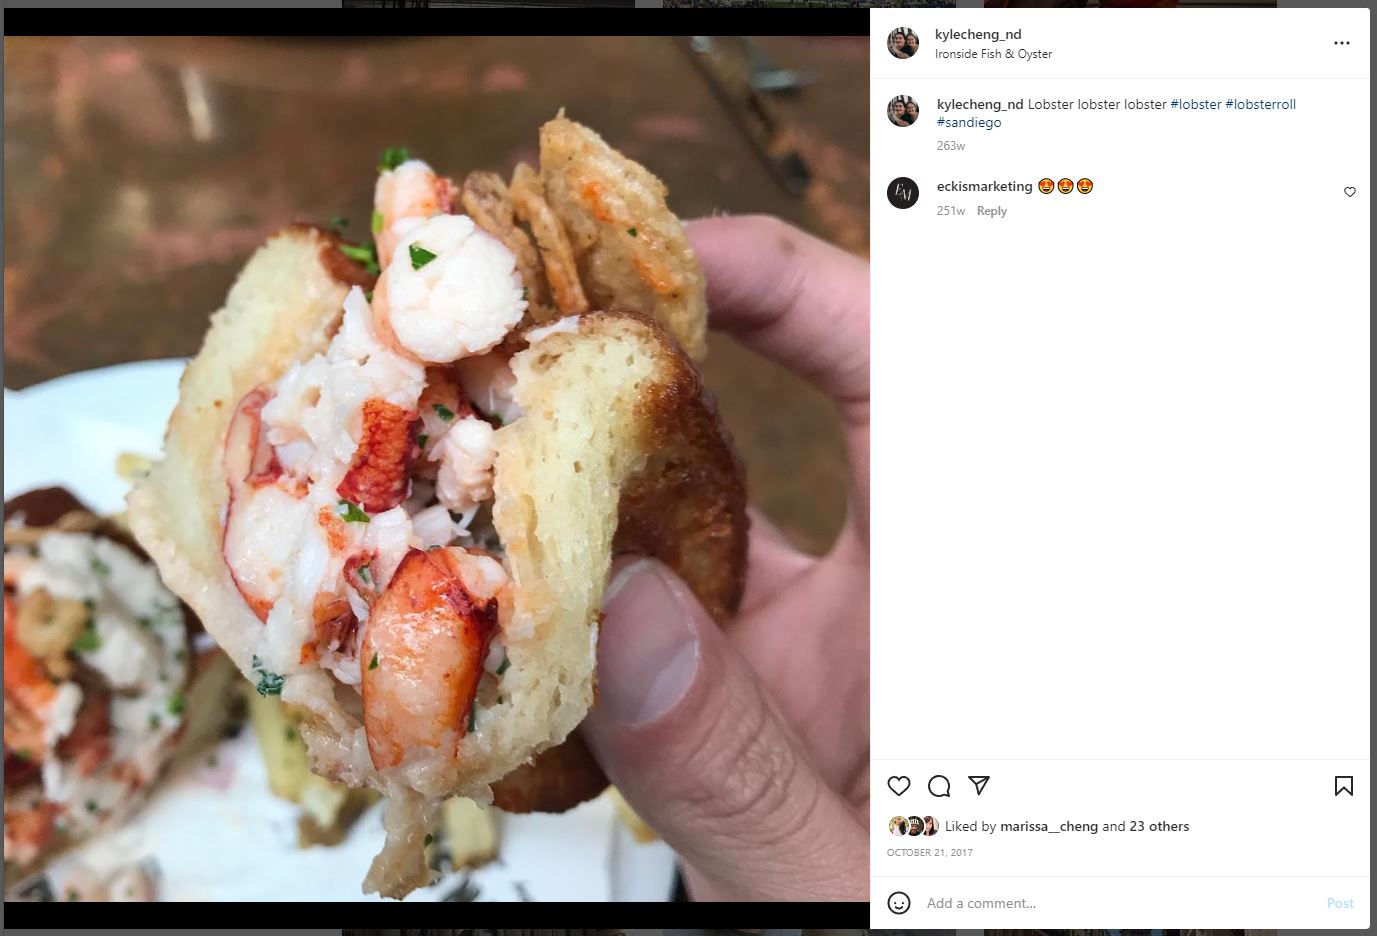 kylecheng_nd
Ironside Fish & Oyster
kylecheng_nd Lobster lobster lobster #lobster #lobsterroll
#sandiego
263w
EM
eckismarketing 🤩🤩🤩
251w Reply
Liked by marissa__cheng and 23 others
OCTOBER 21, 2017
Add a comment...
Post